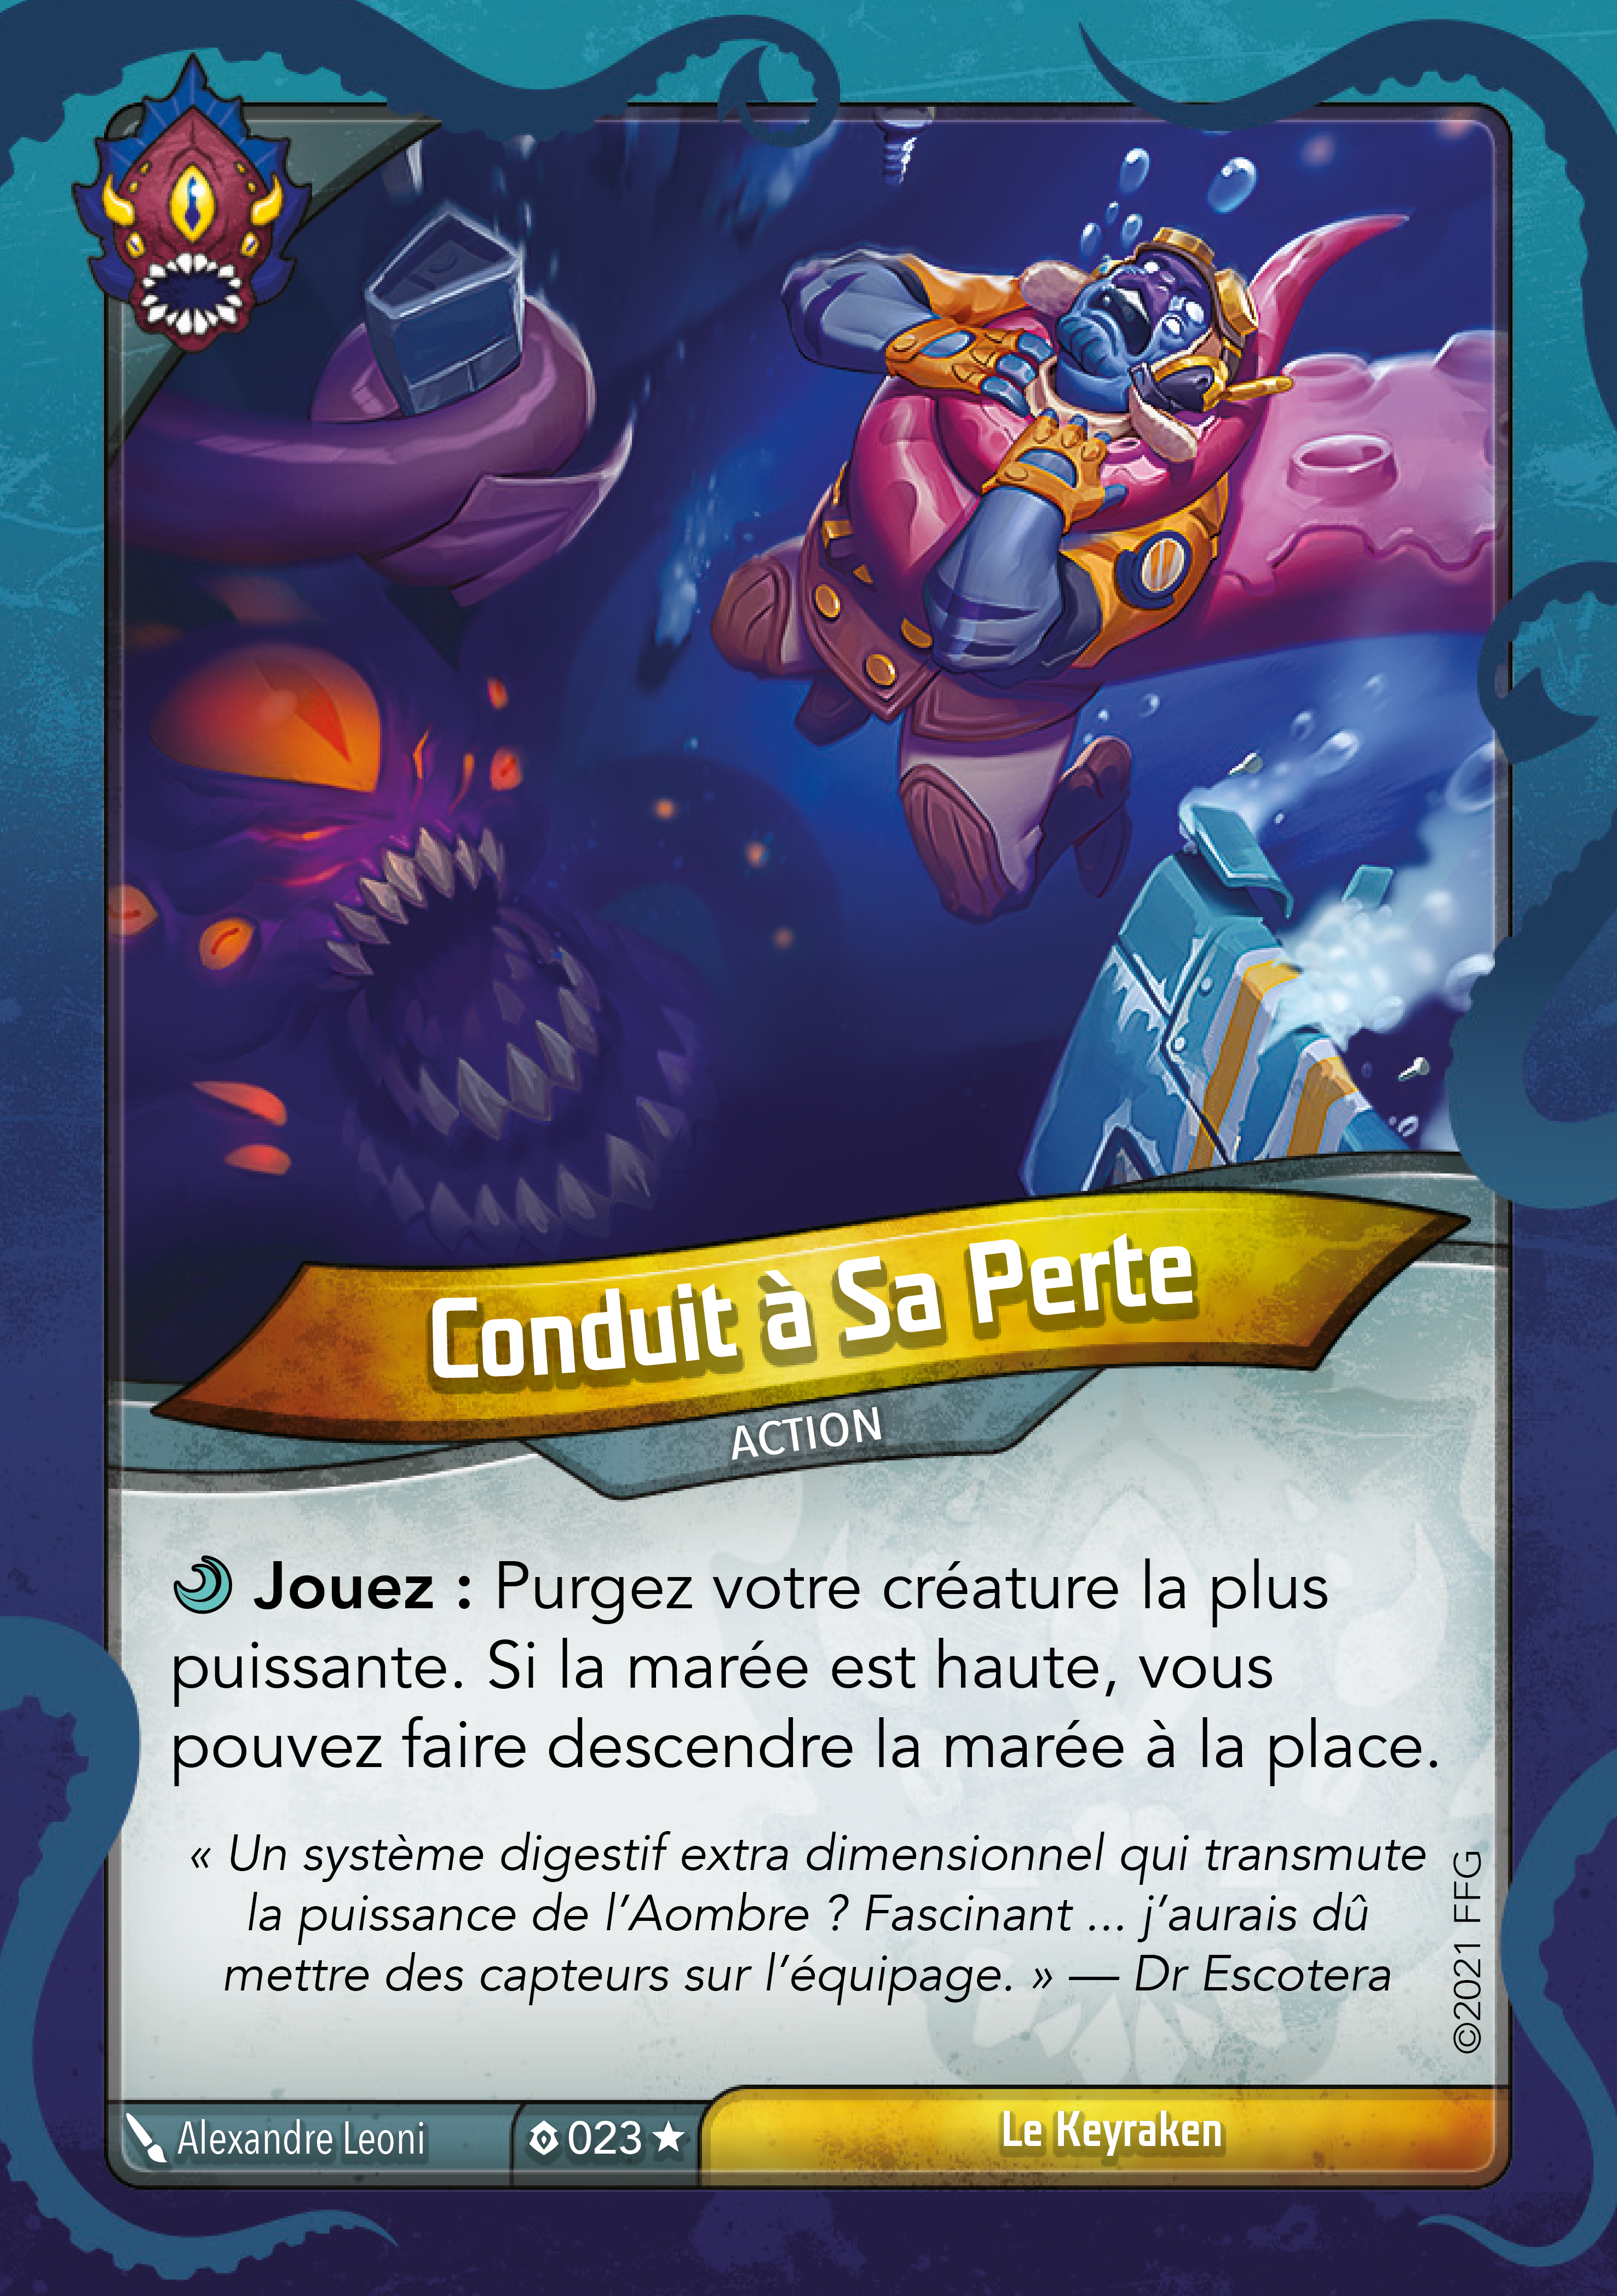 Conduit à Sa Perte
ACTION
Jouez : Purgez votre créature la plus
puissante. Si la marée est haute, vous
pouvez faire descendre la marée à la place.
« Un système digestif extra dimensionnel qui transmute
la puissance de l’Aombre ? Fascinant ... j’aurais dû
mettre des capteurs sur l’équipage. » — Dr Escotera
©2021 FFG
Alexandre Leoni
023
Le Keyraken